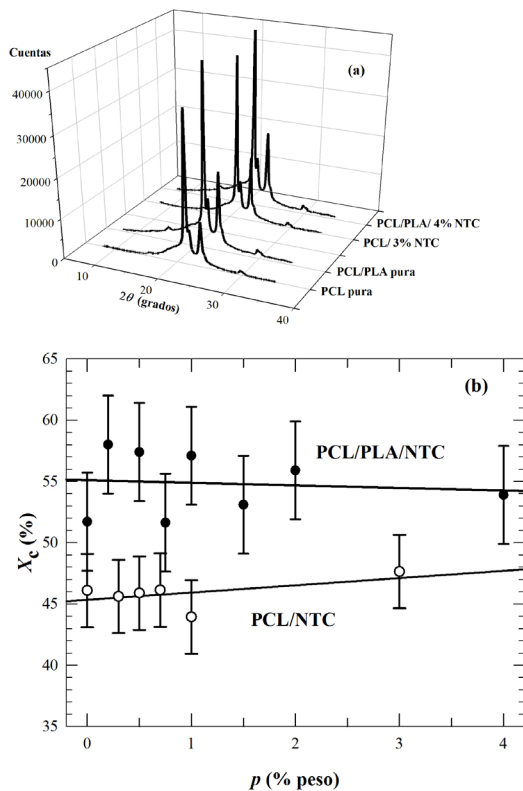 Cuentas
(a)
40000
30000
20000
10000
0
10
20
30
40
2θ (grados)
PCL/PLA/ 4% NTC
PCL/ 3% NTC
PCL/PLA pura
PCL pura
65
60
55
50
45
40
35
(b)
PCL/PLA/NTC
PCL/NTC
Xc (%)
0
1
2
3
4
p (% peso)